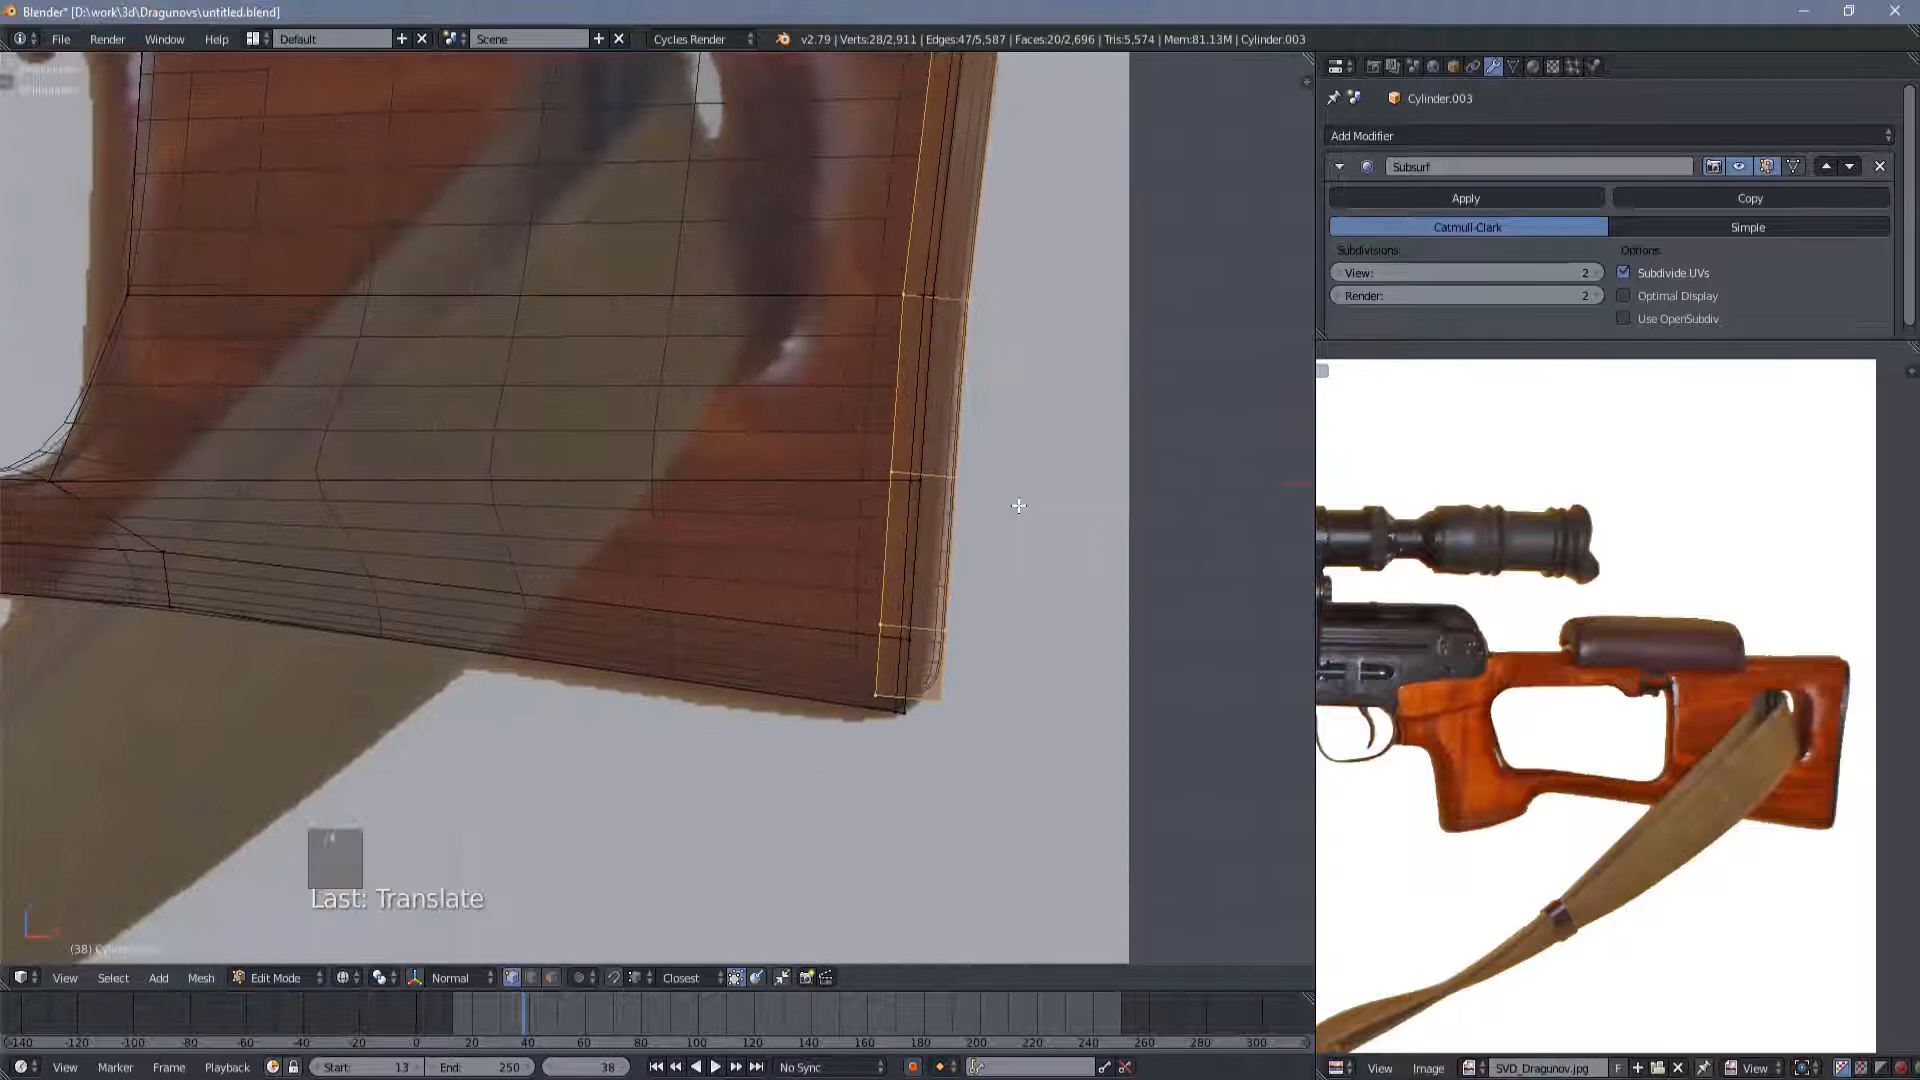 Blender* [D:\work\3d\Dragunovs\untitled.blend]
File Render Window Help Default Scene Cycles Render v2.79 | Verts:28/2,911 | Edges:47/5,587 | Faces:20/2,696 | Tris:5,574 | Mem:81.13M | Cylinder.003
Cylinder.003
Add Modifier
Subsurf
Apply Copy
Catmull-Clark Simple
Subdivisions: Options:
View: 2 Subdivide UVs
Render: 2 Optimal Display
Use OpenSubdiv
Last: Translate
View Select Add Mesh Edit Mode Normal Closest
-140 -120 -100 -80 -60 -40 -20 0 20 40 60 80 100 120 140 160 180 200 220 240 260 280 300
View Marker Frame Playback Start: 13 End: 250 38 No Sync
View Image SVD_Dragunov.jpg F View